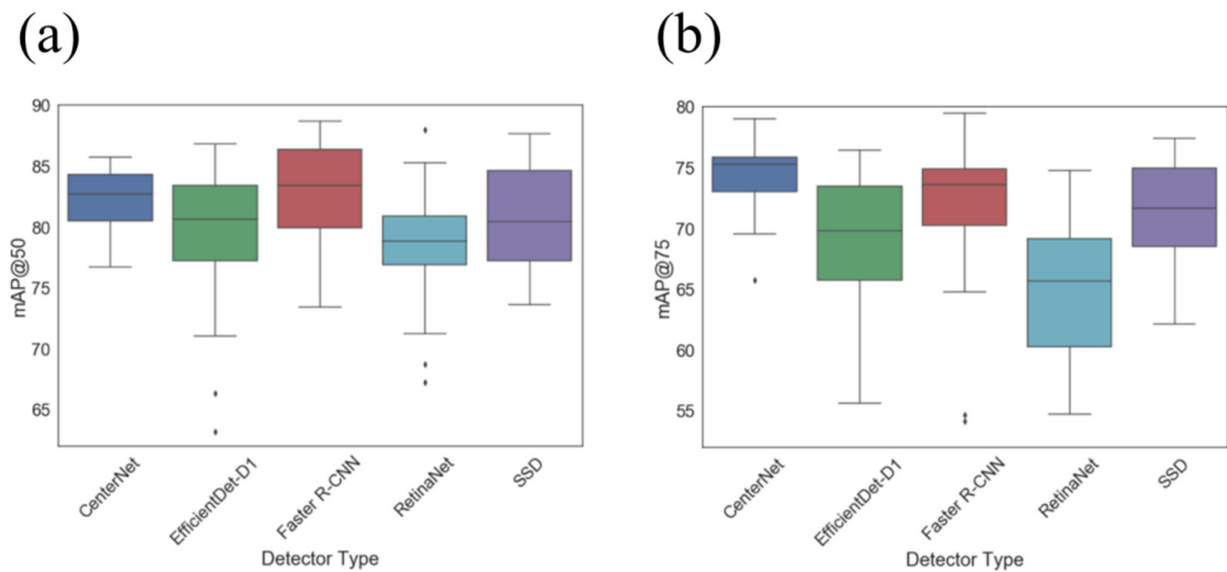 (a)
mAP@50
90
85
80
75
70
65
CenterNet
EfficientDet-D1
Faster R-CNN
RetinaNet
SSD
Detector Type
(b)
mAP@75
80
75
70
65
60
55
CenterNet
EfficientDet-D1
Faster R-CNN
RetinaNet
SSD
Detector Type